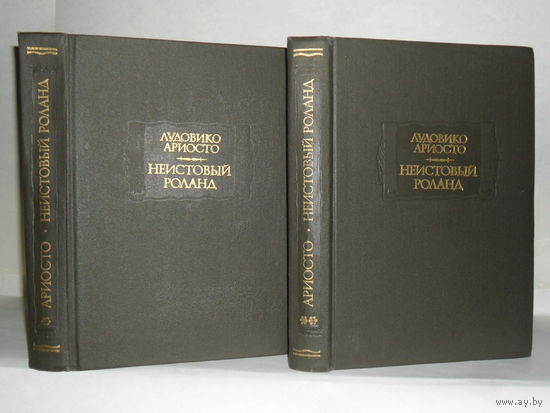 АРИОСТО · НЕИСТОВЫЙ РОЛАНД
ЛУДОВИКО
АРИОСТО
НЕИСТОВЫЙ
РОЛАНД
АРИОСТО · НЕИСТОВЫЙ РОЛАНД
ЛУДОВИКО
АРИОСТО
НЕИСТОВЫЙ
РОЛАНД
www.ay.by